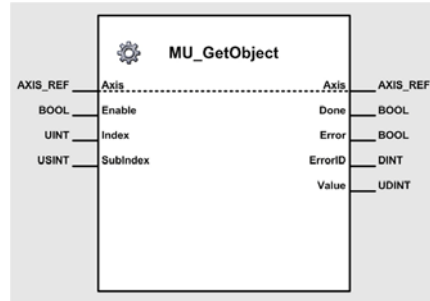 MU_GetObject
AXIS_REF Axis Axis AXIS_REF
BOOL Enable Done BOOL
UINT Index Error BOOL
USINT SubIndex ErrorID DINT
Value UDINT